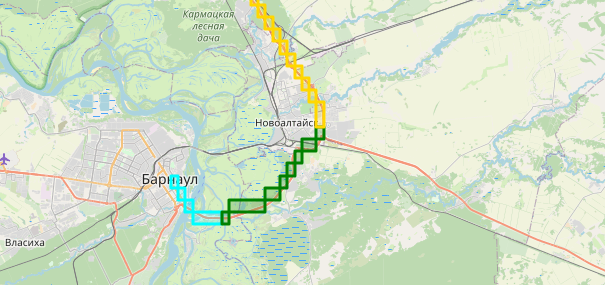 Кармацкая
лесная
дача
Новоалтайск
Барнаул
Власиха